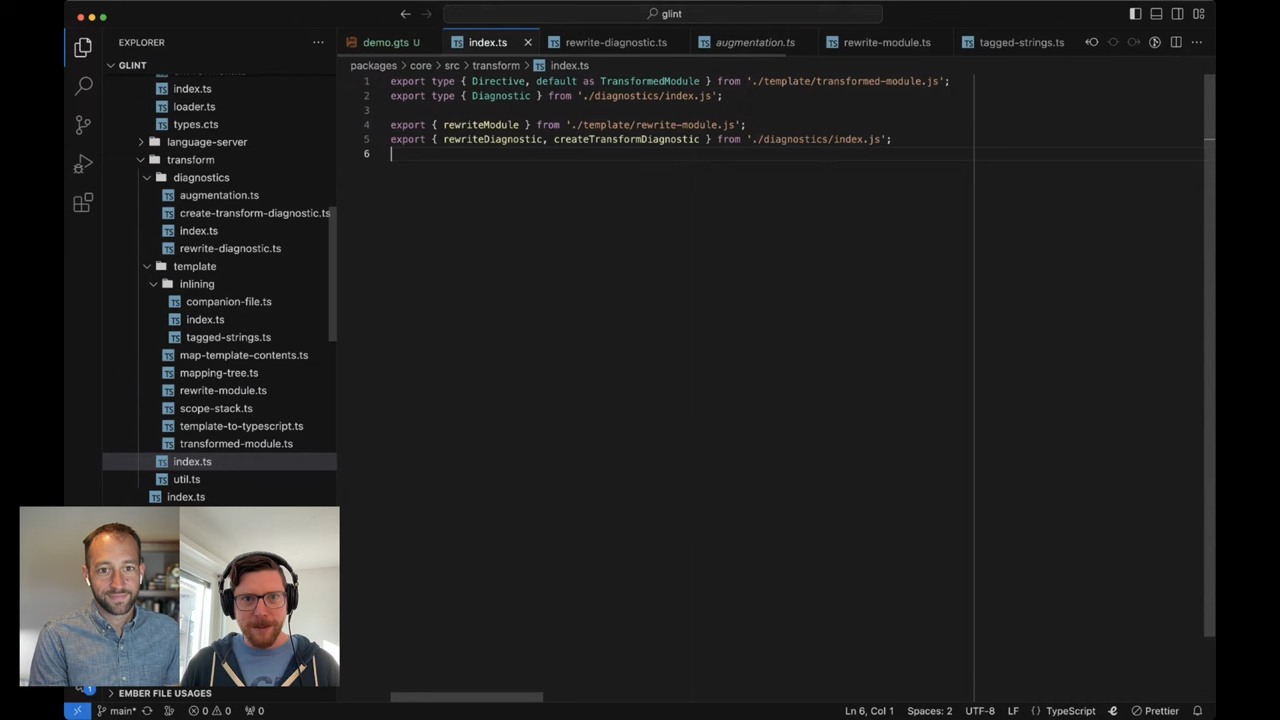 glint
EXPLORER
GLINT
index.ts
loader.ts
types.cts
language-server
transform
diagnostics
augmentation.ts
create-transform-diagnostic.ts
index.ts
rewrite-diagnostic.ts
template
inlining
companion-file.ts
index.ts
tagged-strings.ts
map-template-contents.ts
mapping-tree.ts
rewrite-module.ts
scope-stack.ts
template-to-typescript.ts
transformed-module.ts
index.ts
util.ts
index.ts
EMBER FILE USAGES
demo.gts U
index.ts
rewrite-diagnostic.ts
augmentation.ts
rewrite-module.ts
tagged-strings.ts
packages > core > src > transform > index.ts
1 export type { Directive, default as TransformedModule } from './template/transformed-module.js';
2 export type { Diagnostic } from './diagnostics/index.js';
3
4 export { rewriteModule } from './template/rewrite-module.js';
5 export { rewriteDiagnostic, createTransformDiagnostic } from './diagnostics/index.js';
6
main* 0 0 0 Ln 6, Col 1 Spaces: 2 UTF-8 LF { } TypeScript Prettier